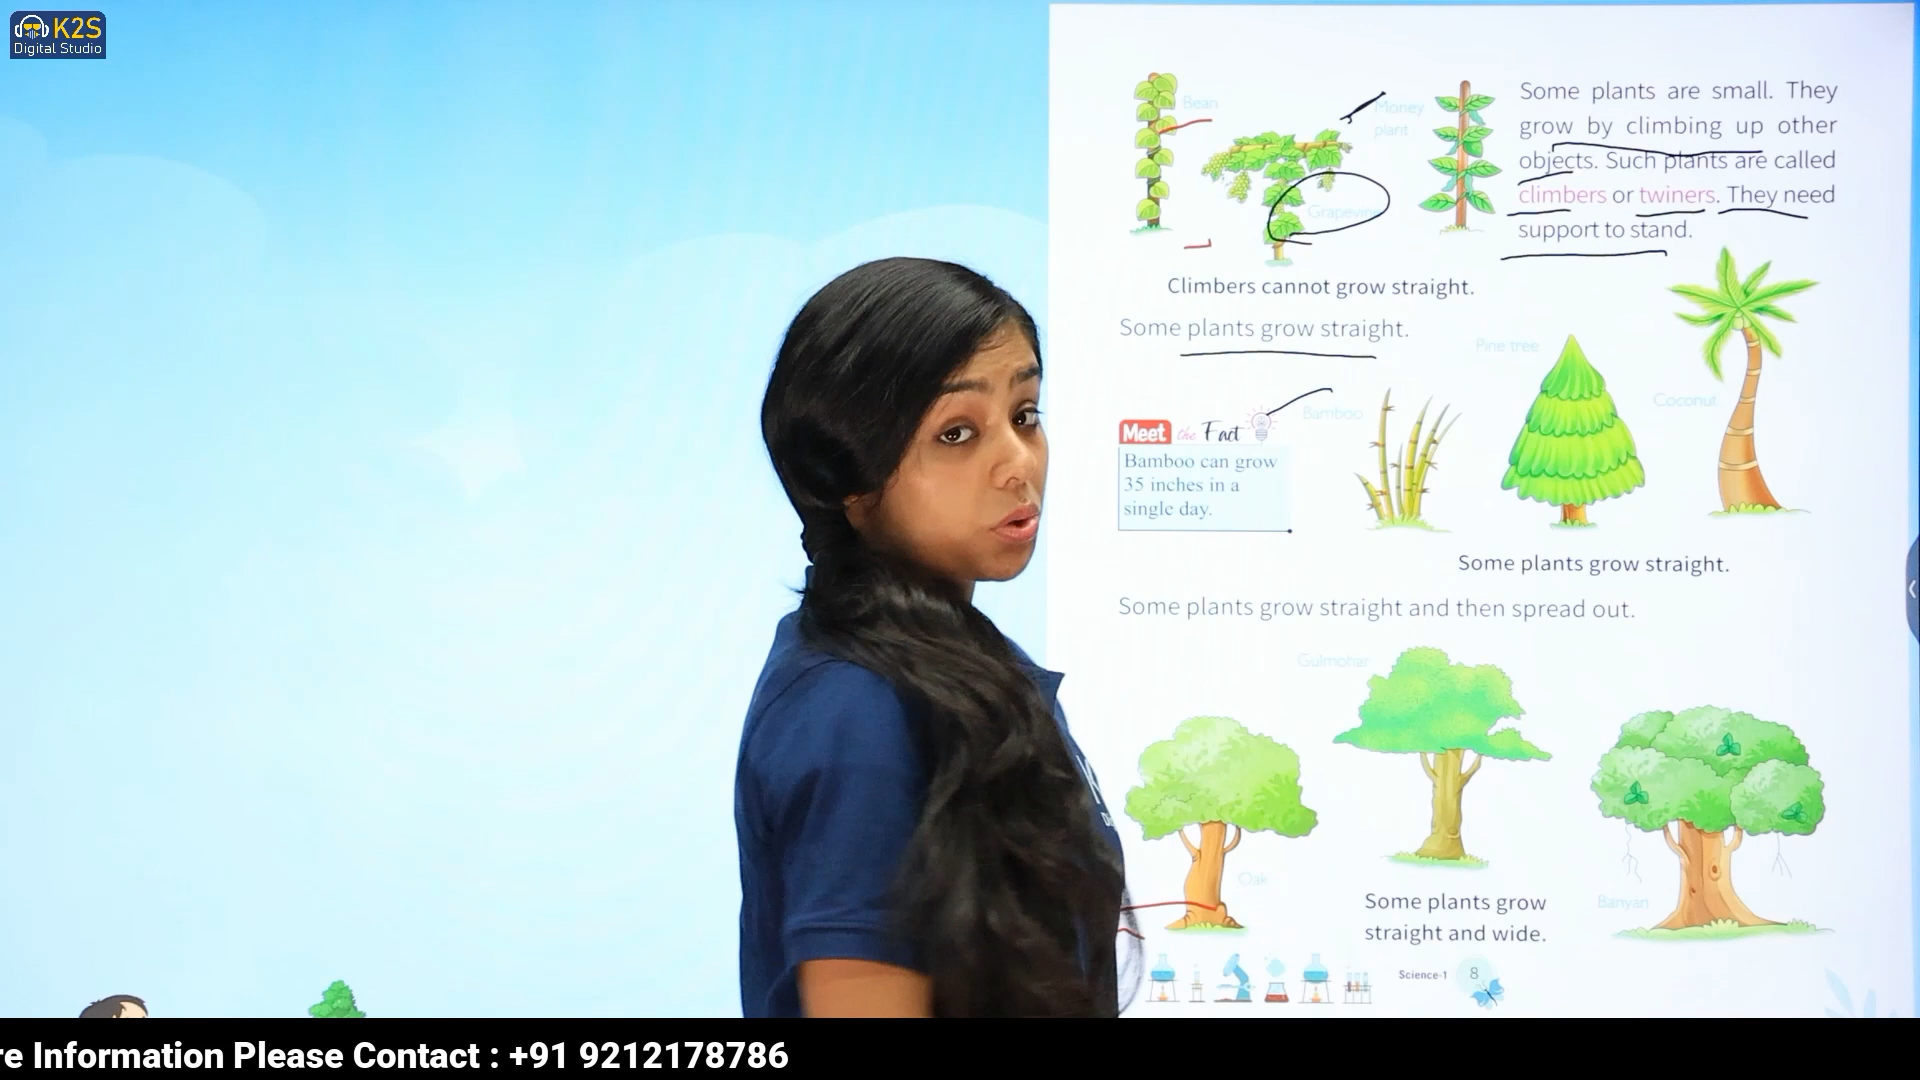 K2S
Digital Studio
Bean
Money
plant
Grapevine
Some plants are small. They
grow by climbing up other
objects. Such plants are called
climbers or twiners. They need
support to stand.
Climbers cannot grow straight.
Some plants grow straight.
Pine tree
Coconut
Bamboo
Meet the Fact
Bamboo can grow
35 inches in a
single day.
Some plants grow straight.
Some plants grow straight and then spread out.
Gulmohar
Oak
Banyan
Some plants grow
straight and wide.
Science-1 8
re Information Please Contact : +91 9212178786